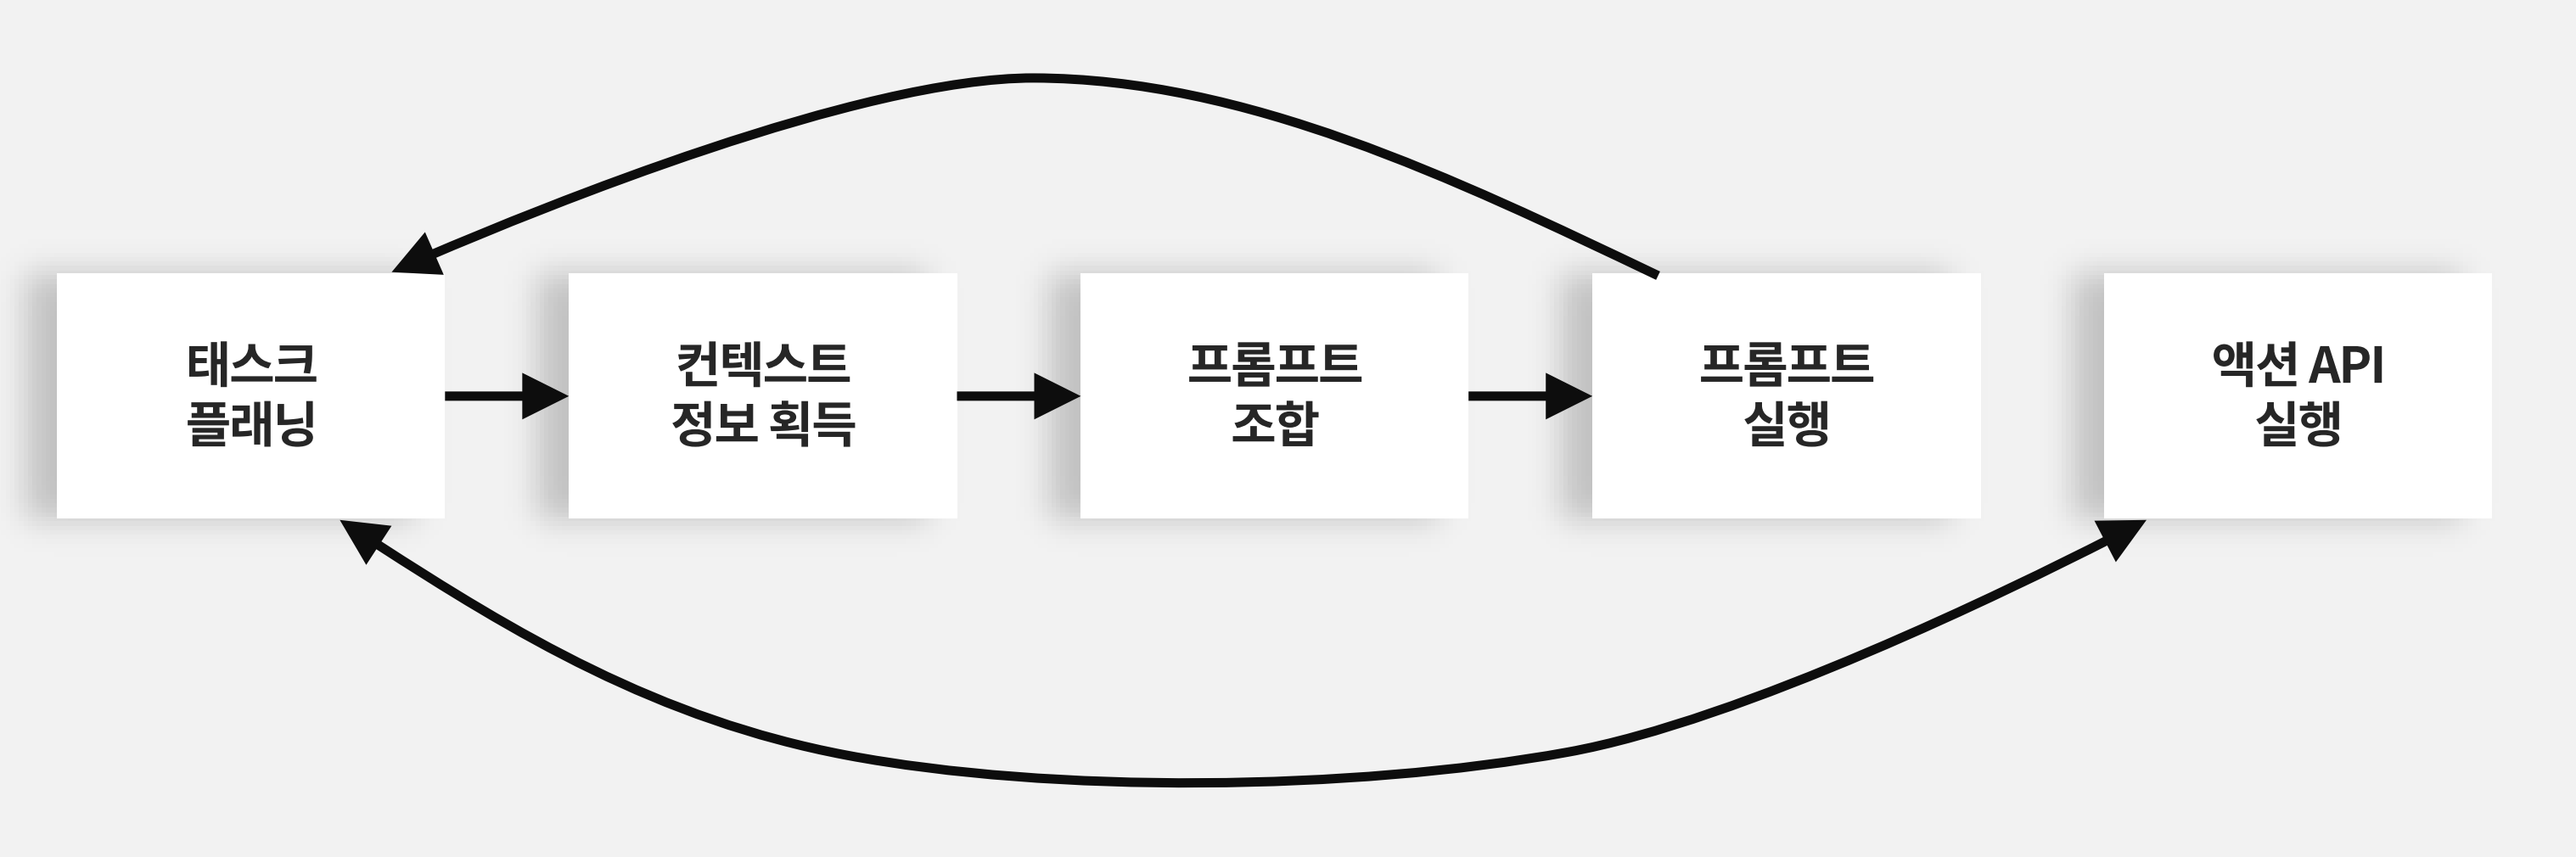 태스크
플래닝
컨텍스트
정보 획득
프롬프트
조합
프롬프트
실행
액션 API
실행